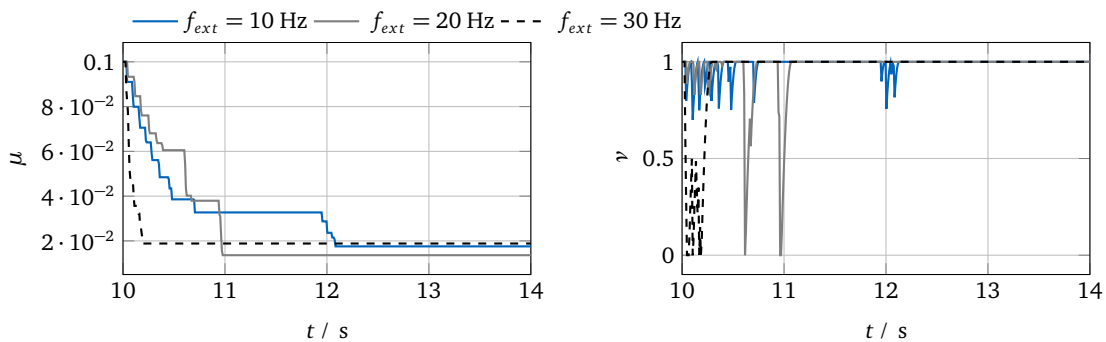 f_ext = 10 Hz f_ext = 20 Hz f_ext = 30 Hz
0.1
8 · 10⁻²
6 · 10⁻²
4 · 10⁻²
2 · 10⁻²
μ
10 11 12 13 14
t / s
1
0.5
0
ν
10 11 12 13 14
t / s